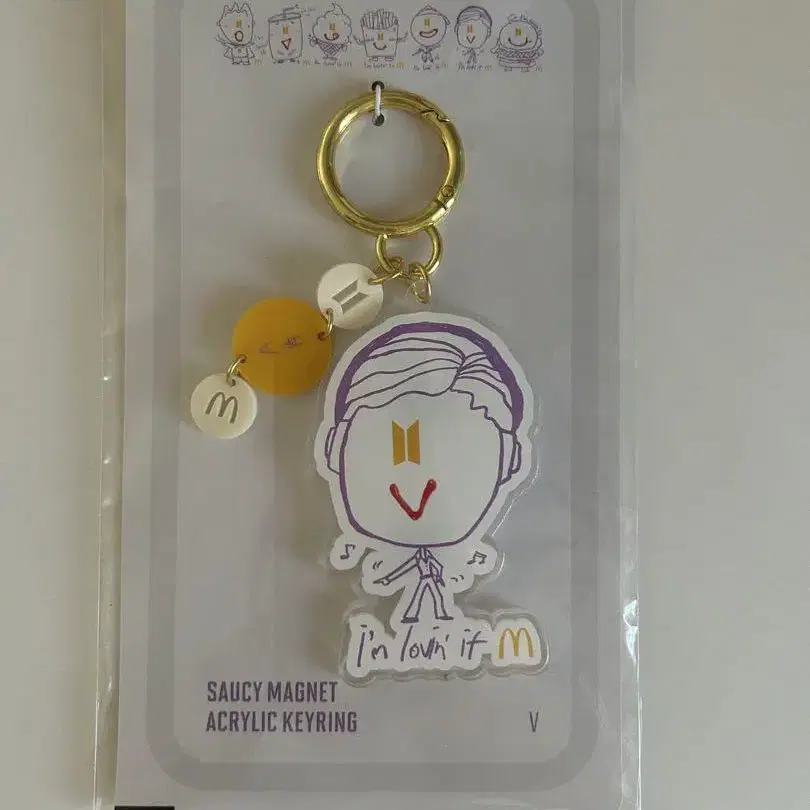 m
i'm lovin' it m
SAUCY MAGNET
ACRYLIC KEYRING
V